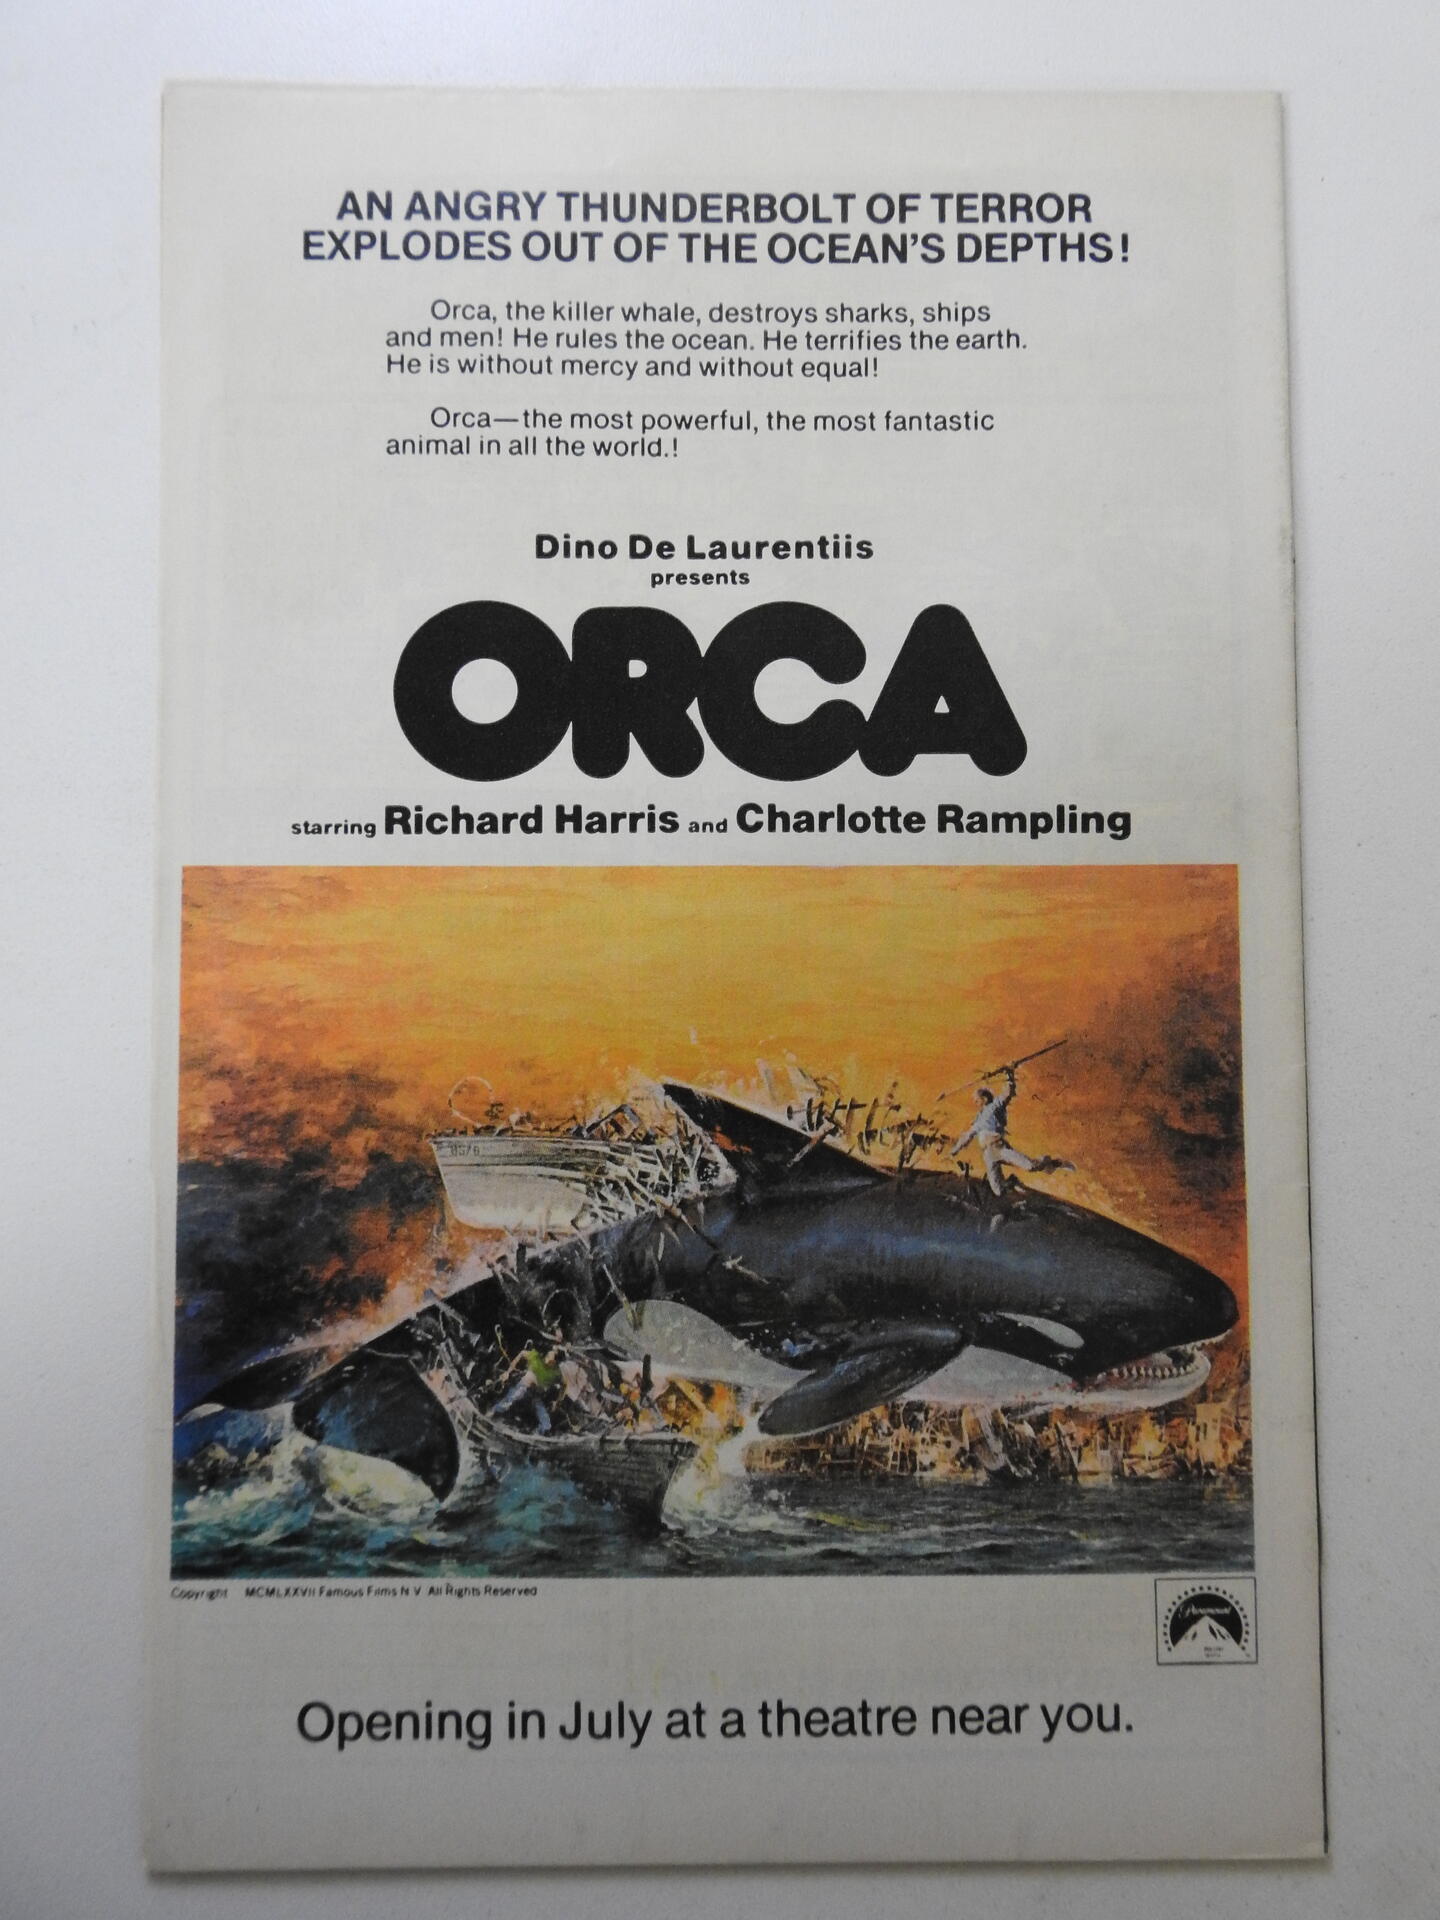 AN ANGRY THUNDERBOLT OF TERROR
EXPLODES OUT OF THE OCEAN'S DEPTHS!
Orca, the killer whale, destroys sharks, ships
and men! He rules the ocean. He terrifies the earth.
He is without mercy and without equal!
Orca—the most powerful, the most fantastic
animal in all the world.!
Dino De Laurentiis
presents
ORCA
starring Richard Harris and Charlotte Rampling
Copyright MCMLXXVII Famous Films N V All Rights Reserved
Paramount
Opening in July at a theatre near you.